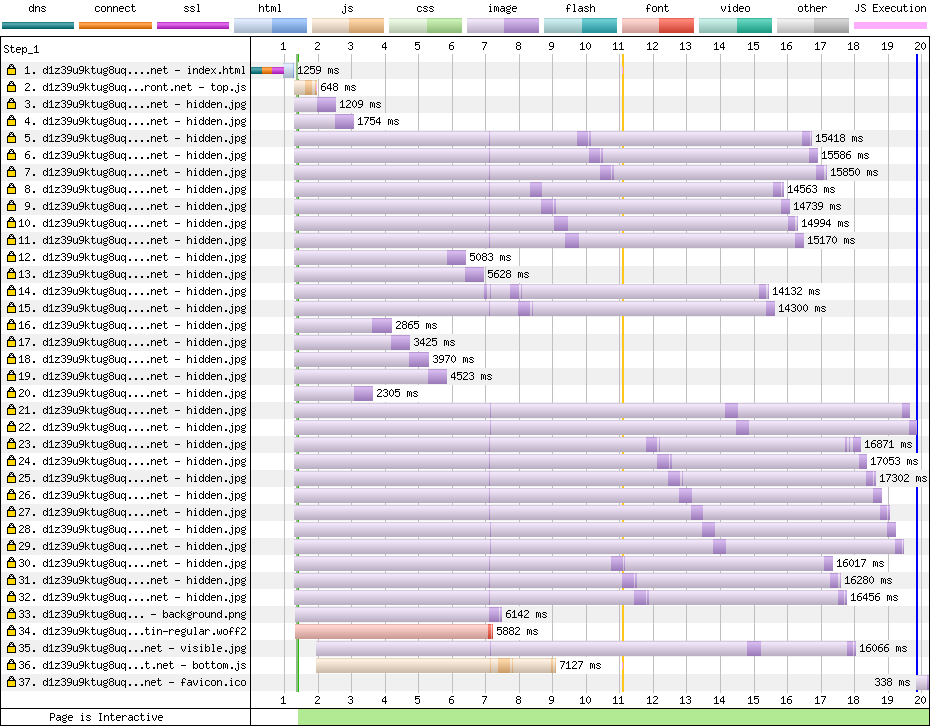 dns connect ssl html js css image flash font video other JS Execution
Step_1 1 2 3 4 5 6 7 8 9 10 11 12 13 14 15 16 17 18 19 20
1. d1z39u9ktug8uq....net – index.html 1259 ms
2. d1z39u9ktug8uq...ront.net – top.js 648 ms
3. d1z39u9ktug8uq....net – hidden.jpg 1209 ms
4. d1z39u9ktug8uq....net – hidden.jpg 1754 ms
5. d1z39u9ktug8uq....net – hidden.jpg 15418 ms
6. d1z39u9ktug8uq....net – hidden.jpg 15586 ms
7. d1z39u9ktug8uq....net – hidden.jpg 15850 ms
8. d1z39u9ktug8uq....net – hidden.jpg 14563 ms
9. d1z39u9ktug8uq....net – hidden.jpg 14739 ms
10. d1z39u9ktug8uq....net – hidden.jpg 14994 ms
11. d1z39u9ktug8uq....net – hidden.jpg 15170 ms
12. d1z39u9ktug8uq....net – hidden.jpg 5083 ms
13. d1z39u9ktug8uq....net – hidden.jpg 5628 ms
14. d1z39u9ktug8uq....net – hidden.jpg 14132 ms
15. d1z39u9ktug8uq....net – hidden.jpg 14300 ms
16. d1z39u9ktug8uq....net – hidden.jpg 2865 ms
17. d1z39u9ktug8uq....net – hidden.jpg 3425 ms
18. d1z39u9ktug8uq....net – hidden.jpg 3970 ms
19. d1z39u9ktug8uq....net – hidden.jpg 4523 ms
20. d1z39u9ktug8uq....net – hidden.jpg 2305 ms
21. d1z39u9ktug8uq....net – hidden.jpg
22. d1z39u9ktug8uq....net – hidden.jpg
23. d1z39u9ktug8uq....net – hidden.jpg 16871 ms
24. d1z39u9ktug8uq....net – hidden.jpg 17053 ms
25. d1z39u9ktug8uq....net – hidden.jpg 17302 ms
26. d1z39u9ktug8uq....net – hidden.jpg
27. d1z39u9ktug8uq....net – hidden.jpg
28. d1z39u9ktug8uq....net – hidden.jpg
29. d1z39u9ktug8uq....net – hidden.jpg
30. d1z39u9ktug8uq....net – hidden.jpg 16017 ms
31. d1z39u9ktug8uq....net – hidden.jpg 16280 ms
32. d1z39u9ktug8uq....net – hidden.jpg 16456 ms
33. d1z39u9ktug8uq... – background.png 6142 ms
34. d1z39u9ktug8uq...tin-regular.woff2 5882 ms
35. d1z39u9ktug8uq...net – visible.jpg 16066 ms
36. d1z39u9ktug8uq...t.net – bottom.js 7127 ms
37. d1z39u9ktug8uq...net – favicon.ico 338 ms
1 2 3 4 5 6 7 8 9 10 11 12 13 14 15 16 17 18 19 20
Page is Interactive